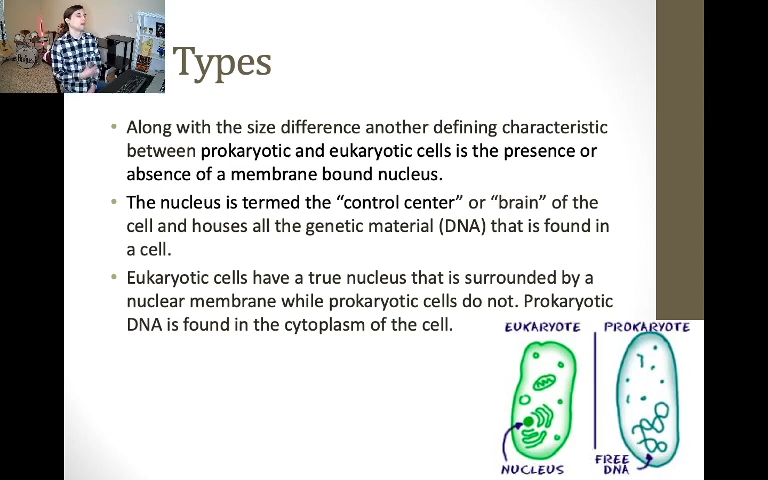 Types
• Along with the size difference another defining characteristic
between prokaryotic and eukaryotic cells is the presence or
absence of a membrane bound nucleus.
• The nucleus is termed the “control center” or “brain” of the
cell and houses all the genetic material (DNA) that is found in
a cell.
• Eukaryotic cells have a true nucleus that is surrounded by a
nuclear membrane while prokaryotic cells do not. Prokaryotic
DNA is found in the cytoplasm of the cell.
EUKARYOTE
PROKARYOTE
NUCLEUS
FREE
DNA